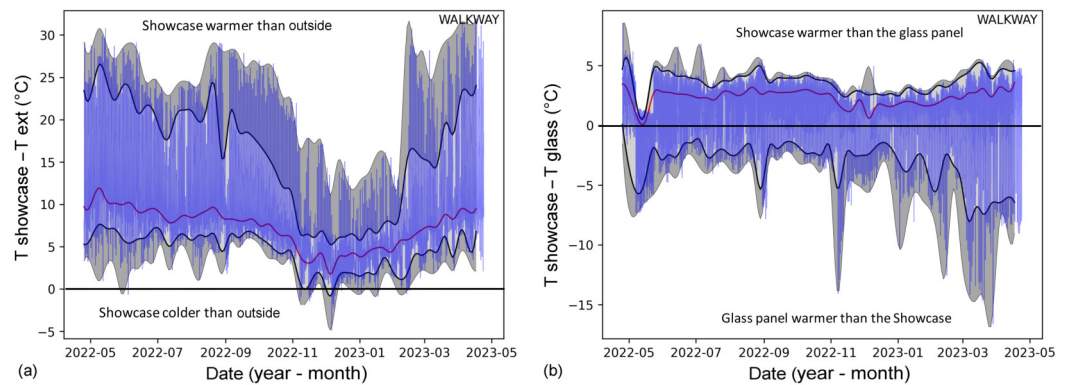 WALKWAY
Showcase warmer than outside
30
25
20
15
10
5
0
−5
T showcase – T ext (°C)
Showcase colder than outside
2022-05 2022-07 2022-09 2022-11 2023-01 2023-03 2023-05
(a) Date (year - month)
WALKWAY
Showcase warmer than the glass panel
5
0
−5
−10
−15
T showcase – T glass (°C)
Glass panel warmer than the Showcase
2022-05 2022-07 2022-09 2022-11 2023-01 2023-03 2023-05
(b) Date (year - month)